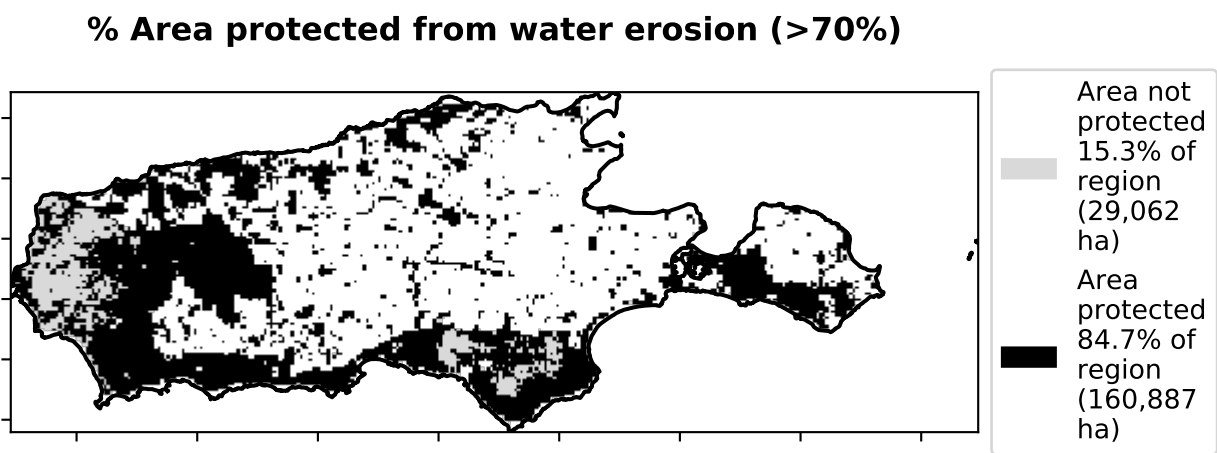 % Area protected from water erosion (>70%)
Area not
protected
15.3% of
region
(29,062
ha)
Area
protected
84.7% of
region
(160,887
ha)